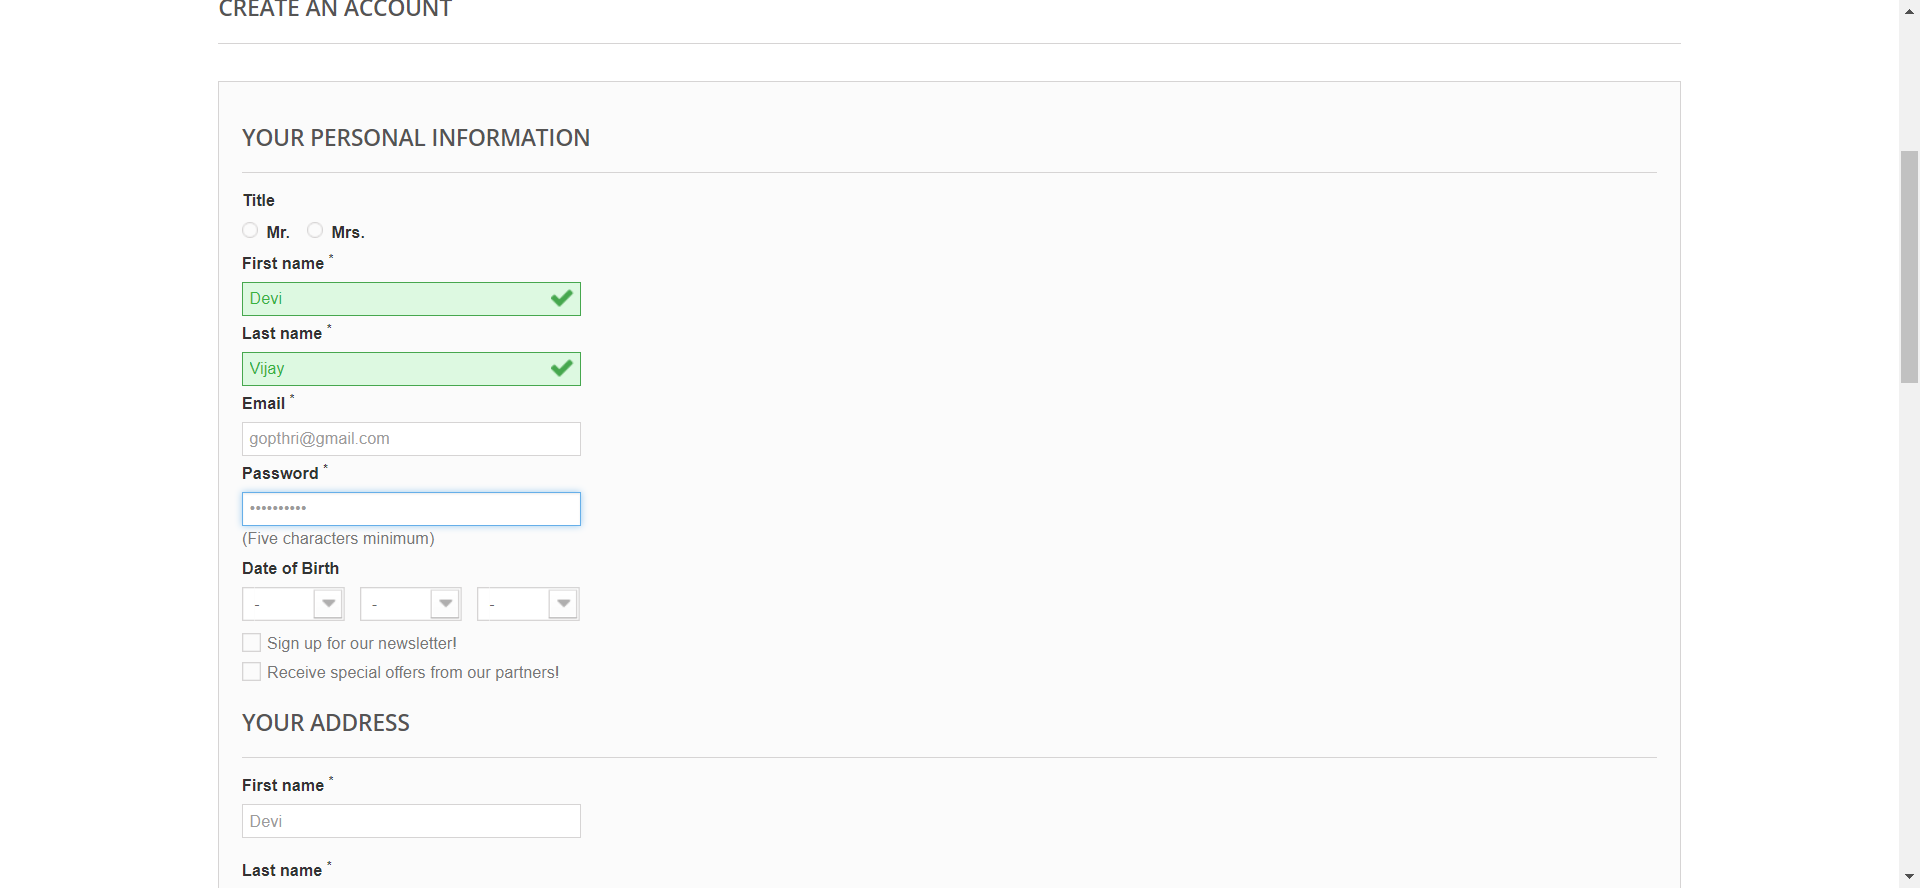 CREATE AN ACCOUNT
YOUR PERSONAL INFORMATION
Title
Mr. Mrs.
First name *
Devi
Last name *
Vijay
Email *
gopthri@gmail.com
Password *
••••••••••
(Five characters minimum)
Date of Birth
- - -
Sign up for our newsletter!
Receive special offers from our partners!
YOUR ADDRESS
First name *
Devi
Last name *